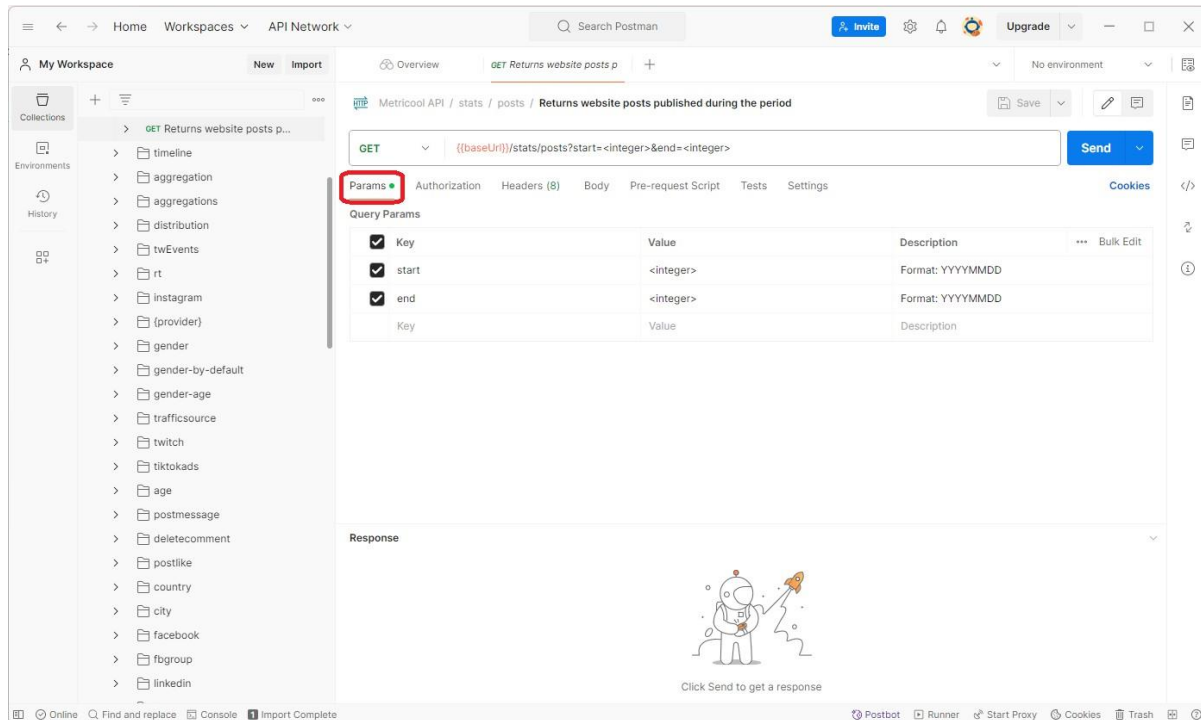 Home Workspaces API Network Search Postman Invite Upgrade
My Workspace New Import Overview GET Returns website posts p No environment
Collections
Environments
History
GET Returns website posts p...
timeline
aggregation
aggregations
distribution
twEvents
rt
instagram
{provider}
gender
gender-by-default
gender-age
trafficsource
twitch
tiktokads
age
postmessage
deletecomment
postlike
country
city
facebook
fbgroup
linkedin
HTTP Metricool API / stats / posts / Returns website posts published during the period Save
GET {{baseUrl}}/stats/posts?start=<integer>&end=<integer> Send
Params Authorization Headers (8) Body Pre-request Script Tests Settings Cookies
Query Params
Key Value Description Bulk Edit
start <integer> Format: YYYYMMDD
end <integer> Format: YYYYMMDD
Key Value Description
Response
Click Send to get a response
Online Find and replace Console 1 Import Complete Postbot Runner Start Proxy Cookies Trash